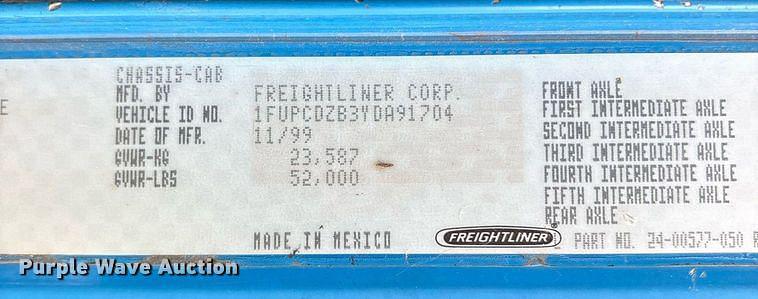 E
CHASSIS-CAB
MFD. BY FREIGHTLINER CORP.
VEHICLE ID NO. 1FVPCDZB3YDA91704
DATE OF MFR. 11/99
GVWR-KG 23,587
GVWR-LBS 52,000
FRONT AXLE
FIRST INTERMEDIATE AXLE
SECOND INTERMEDIATE AXLE
THIRD INTERMEDIATE AXLE
FOURTH INTERMEDIATE AXLE
FIFTH INTERMEDIATE AXLE
REAR AXLE
MADE IN MEXICO FREIGHTLINER PART NO. 24-00577-050 R
Purple Wave Auction